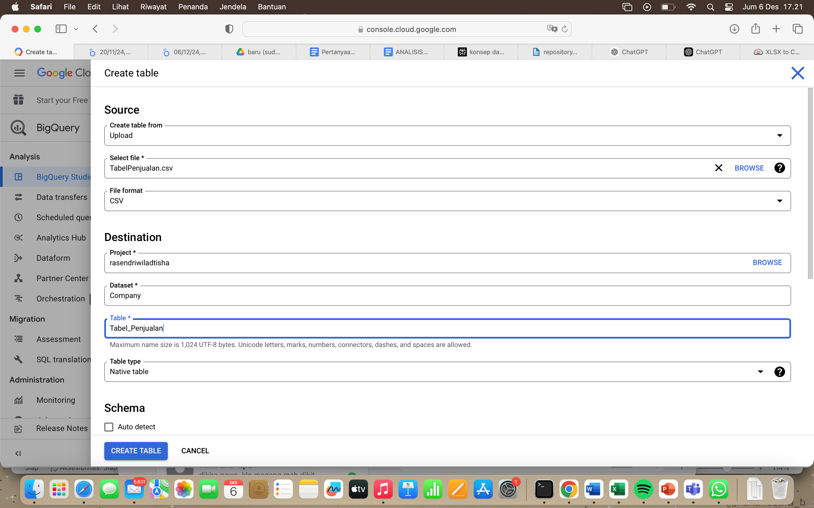 Safari File Edit Lihat Riwayat Penanda Jendela Bantuan Jum 6 Des 17.21
console.cloud.google.com
Create ta... 20/11/24,... 06/12/24,... baru (sud... Pertanyaa... ANALISIS... konsep da... repository... ChatGPT ChatGPT XLSX to C...
Google Clo
Start your Free
BigQuery
Analysis
BigQuery Studi
Data transfers
Scheduled que
Analytics Hub
Dataform
Partner Center
Orchestration
Migration
Assessment
SQL translation
Administration
Monitoring
Release Notes
Create table
Source
Create table from
Upload
Select file *
TabelPenjualan.csv
BROWSE
File format
CSV
Destination
Project *
rasendriwiladtisha
BROWSE
Dataset *
Company
Table *
Tabel_Penjualan
Maximum name size is 1,024 UTF-8 bytes. Unicode letters, marks, numbers, connectors, dashes, and spaces are allowed.
Table type
Native table
Schema
Auto detect
CREATE TABLE
CANCEL
DES
6
tv